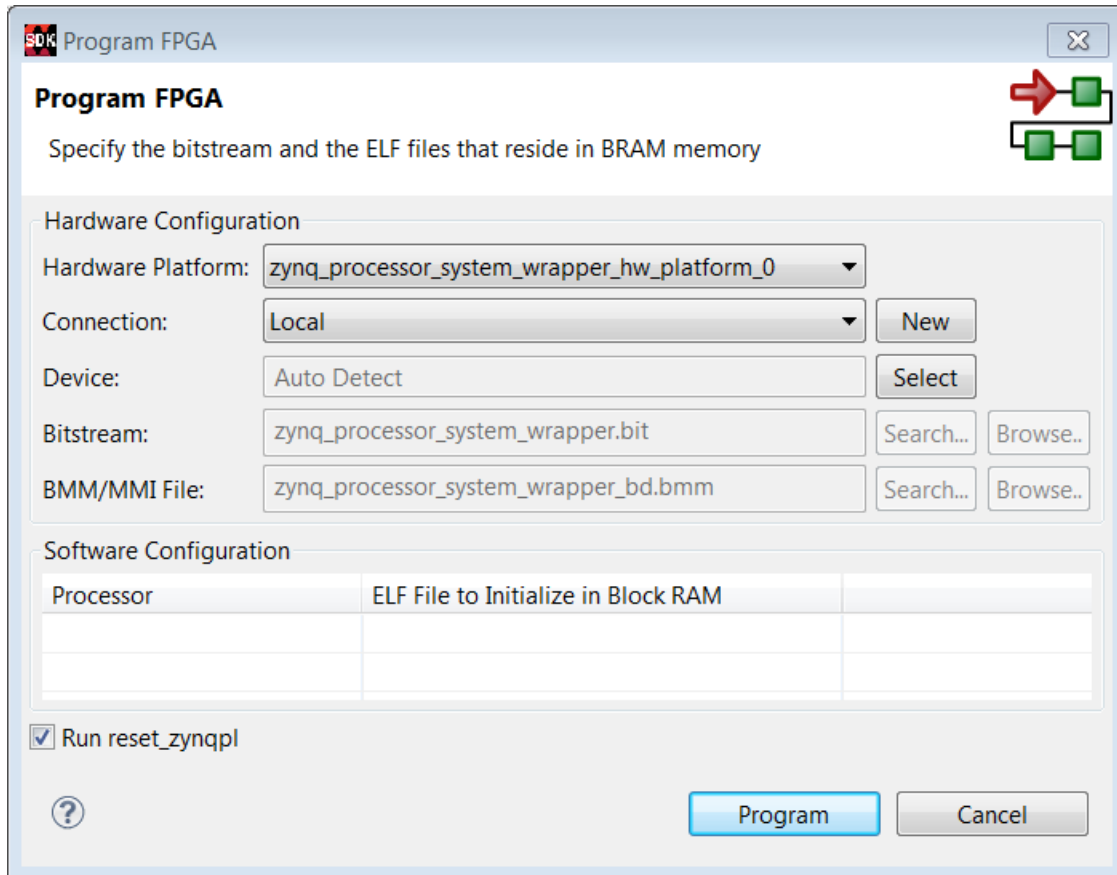 SDK Program FPGA
Program FPGA
Specify the bitstream and the ELF files that reside in BRAM memory
Hardware Configuration
Hardware Platform: zynq_processor_system_wrapper_hw_platform_0
Connection: Local New
Device: Auto Detect Select
Bitstream: zynq_processor_system_wrapper.bit Search... Browse..
BMM/MMI File: zynq_processor_system_wrapper_bd.bmm Search... Browse..
Software Configuration
Processor ELF File to Initialize in Block RAM
Run reset_zynqpl
? Program Cancel